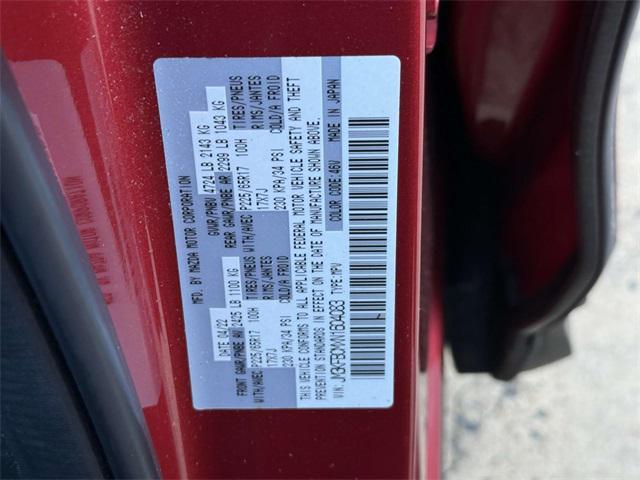 MFD. BY MAZDA MOTOR CORPORATION
DATE 04/22 GVWR/PNBV 4724 LB 2143 KG
FRONT GAWR/PNBE AV 2425 LB 1100 KG REAR GAWR/PNBE AR 2299 LB 1043 KG
WITH/AVEC P225/65R17 100H TIRES/PNEUS WITH/AVEC P225/65R17 100H TIRES/PNEUS
17X7J RIMS/JANTES 17X7J RIMS/JANTES
230 KPA/34 PSI COLD/A FROID 230 KPA/34 PSI COLD/A FROID
THIS VEHICLE CONFORMS TO ALL APPLICABLE FEDERAL MOTOR VEHICLE SAFETY AND THEFT
PREVENTION STANDARDS IN EFFECT ON THE DATE OF MANUFACTURE SHOWN ABOVE.
VIN: TYPE:MPV COLOR CODE:46V MADE IN JAPAN